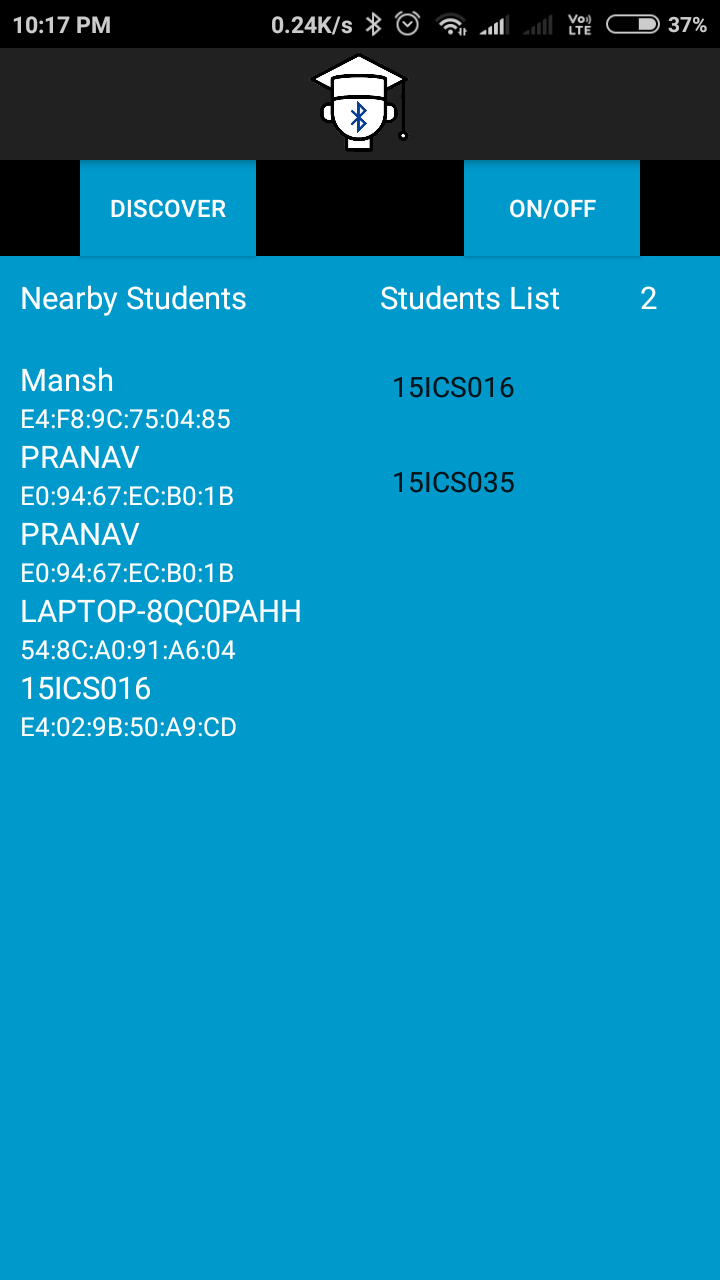 10:17 PM 0.24K/s Vo)) LTE 37%
DISCOVER ON/OFF
Nearby Students Students List 2
Mansh
E4:F8:9C:75:04:85
15ICS016
PRANAV
E0:94:67:EC:B0:1B
15ICS035
PRANAV
E0:94:67:EC:B0:1B
LAPTOP-8QC0PAHH
54:8C:A0:91:A6:04
15ICS016
E4:02:9B:50:A9:CD